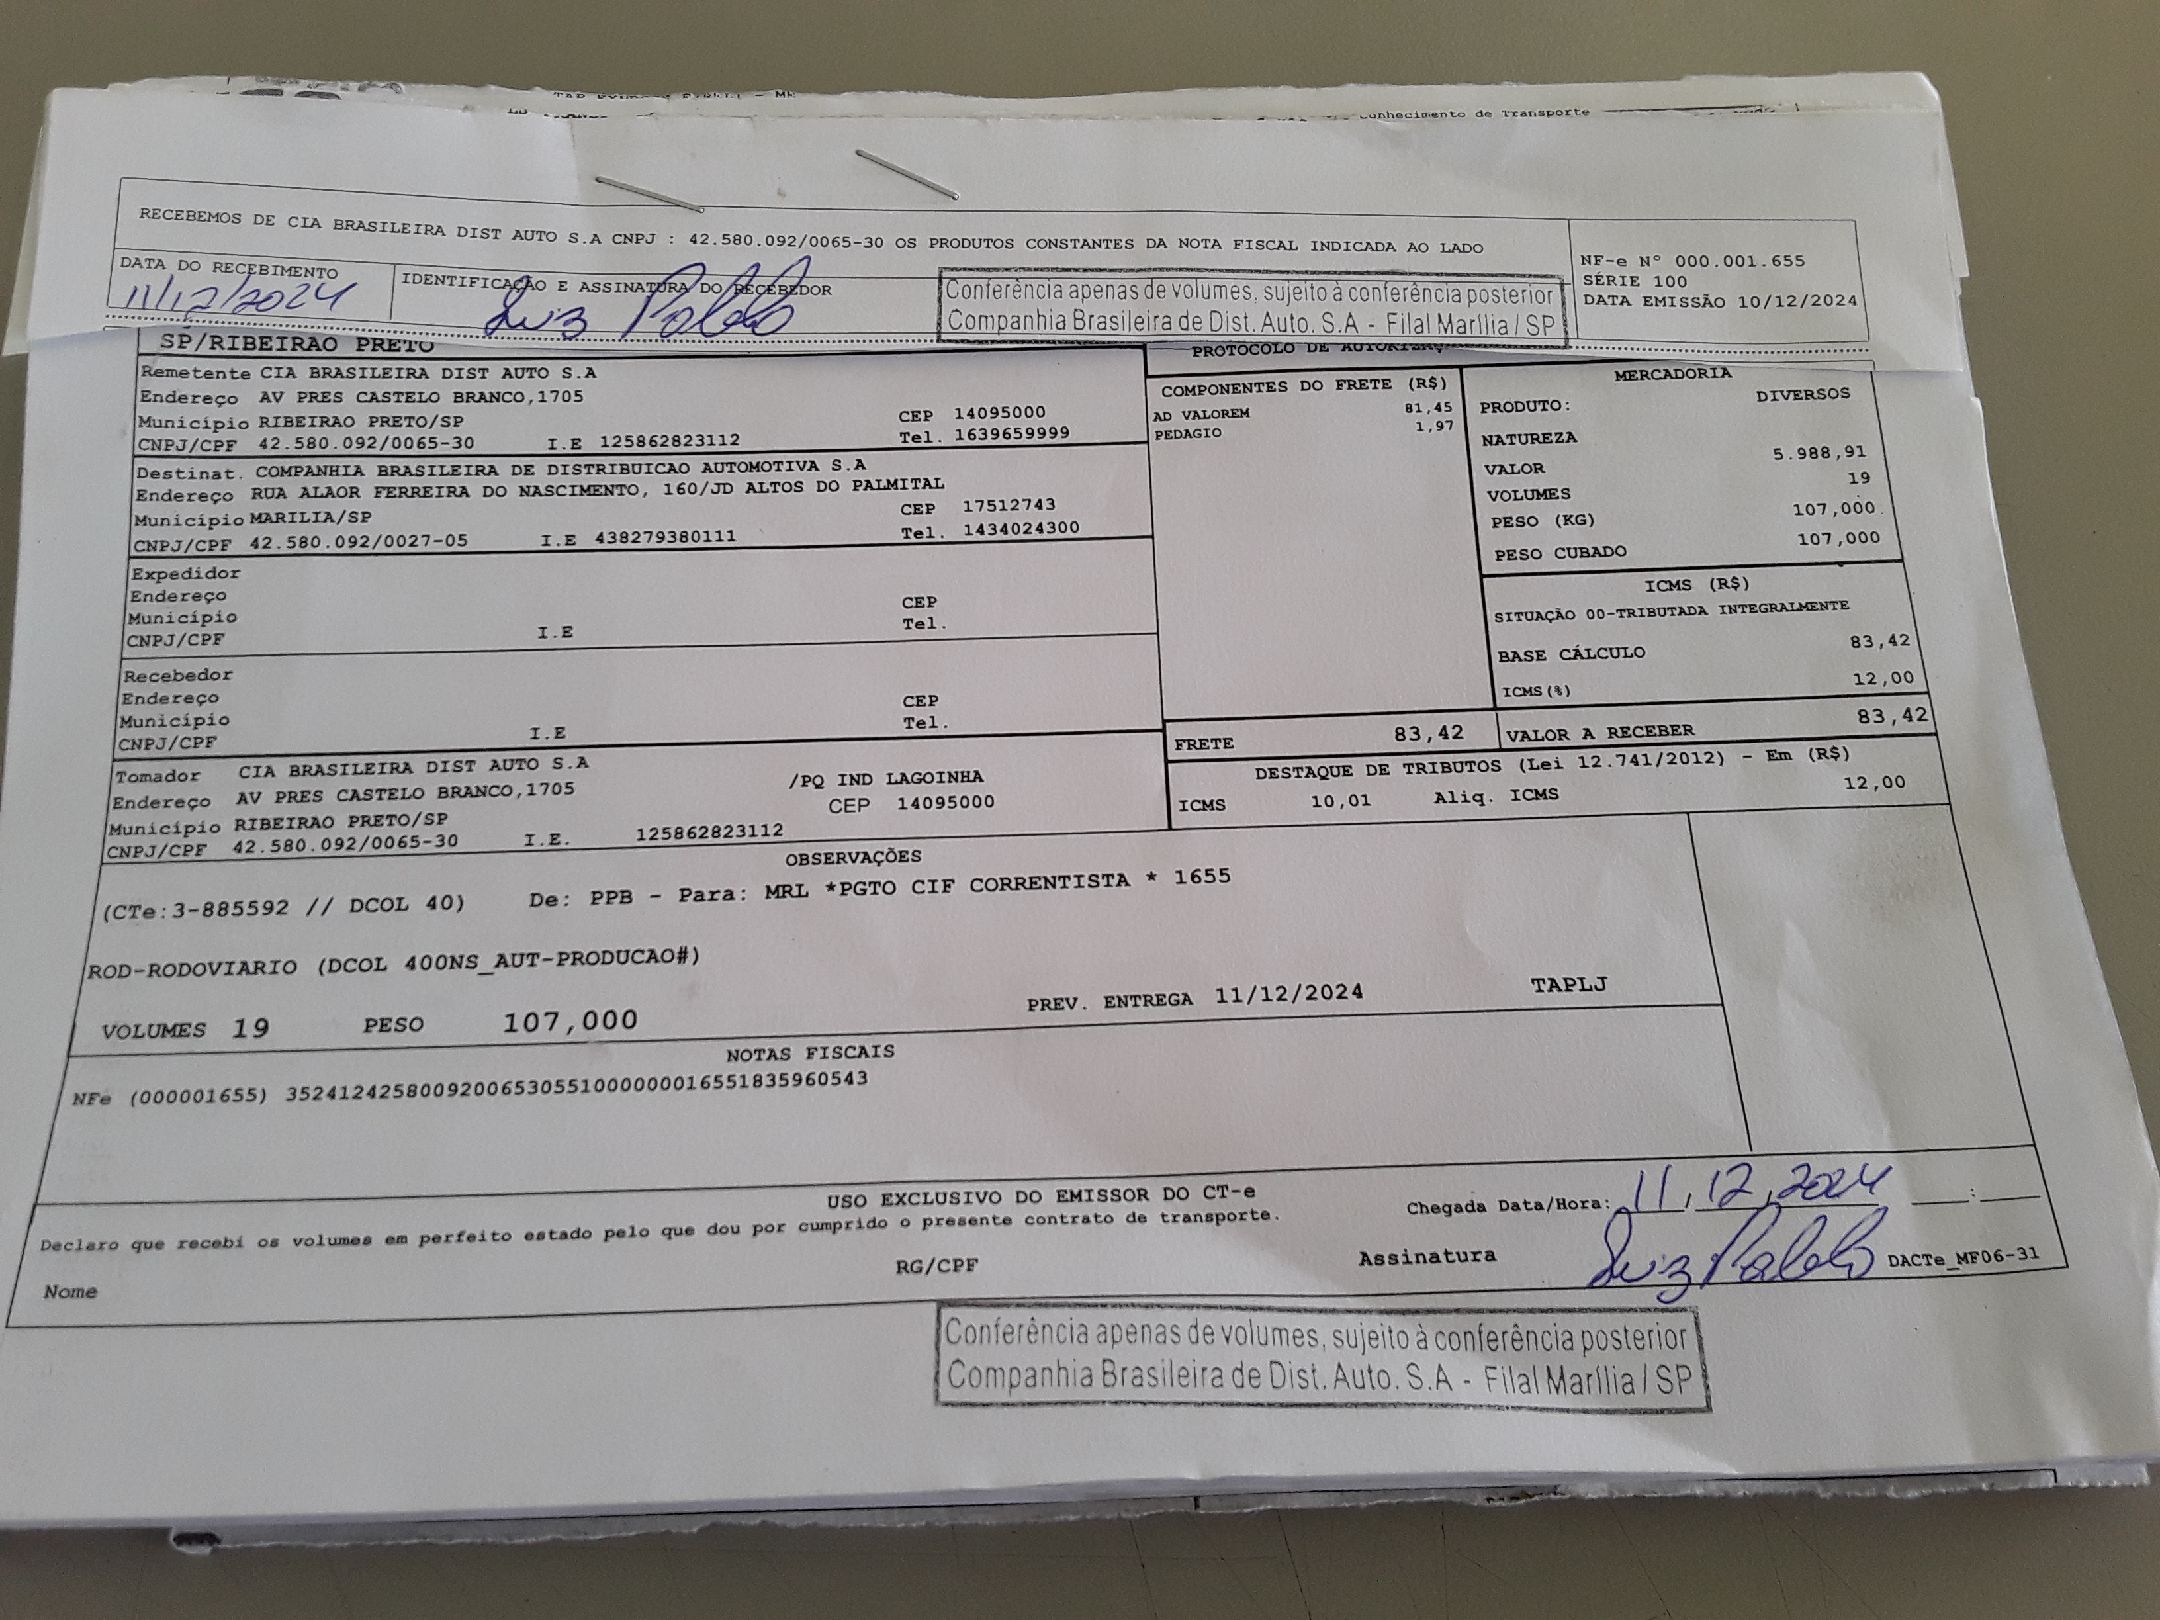 Conhecimento de Transporte
RECEBEMOS DE CIA BRASILEIRA DIST AUTO S.A CNPJ : 42.580.092/0065-30 OS PRODUTOS CONSTANTES DA NOTA FISCAL INDICADA AO LADO
NF-e N° 000.001.655
SÉRIE 100
DATA EMISSÃO 10/12/2024
DATA DO RECEBIMENTO
11/12/2024
IDENTIFICAÇÃO E ASSINATURA DO RECEBEDOR
Luiz Pablo
Conferência apenas de volumes, sujeito à conferência posterior
Companhia Brasileira de Dist. Auto. S.A - Filal Marília / SP
SP/RIBEIRAO PRETO
PROTOCOLO DE
Remetente CIA BRASILEIRA DIST AUTO S.A
Endereço AV PRES CASTELO BRANCO,1705
Município RIBEIRAO PRETO/SP CEP 14095000
CNPJ/CPF 42.580.092/0065-30 I.E 125862823112 Tel. 1639659999
Destinat. COMPANHIA BRASILEIRA DE DISTRIBUICAO AUTOMOTIVA S.A
Endereço RUA ALAOR FERREIRA DO NASCIMENTO, 160/JD ALTOS DO PALMITAL
Município MARILIA/SP CEP 17512743
CNPJ/CPF 42.580.092/0027-05 I.E 438279380111 Tel. 1434024300
Expedidor
Endereço
Município CEP
CNPJ/CPF I.E Tel.
Recebedor
Endereço
Município CEP
CNPJ/CPF I.E Tel.
Tomador CIA BRASILEIRA DIST AUTO S.A
Endereço AV PRES CASTELO BRANCO,1705 /PQ IND LAGOINHA
Município RIBEIRAO PRETO/SP CEP 14095000
CNPJ/CPF 42.580.092/0065-30 I.E. 125862823112
COMPONENTES DO FRETE (R$)
AD VALOREM 81,45
PEDAGIO 1,97
MERCADORIA
PRODUTO: DIVERSOS
NATUREZA
VALOR 5.988,91
VOLUMES 19
PESO (KG) 107,000
PESO CUBADO 107,000
ICMS (R$)
SITUAÇÃO 00-TRIBUTADA INTEGRALMENTE
BASE CÁLCULO 83,42
ICMS(%) 12,00
FRETE 83,42 VALOR A RECEBER 83,42
DESTAQUE DE TRIBUTOS (Lei 12.741/2012) - Em (R$)
ICMS 10,01 Aliq. ICMS 12,00
OBSERVAÇÕES
(CTe:3-885592 // DCOL 40) De: PPB - Para: MRL *PGTO CIF CORRENTISTA * 1655
ROD-RODOVIARIO (DCOL 400NS_AUT-PRODUCAO#)
VOLUMES 19 PESO 107,000 PREV. ENTREGA 11/12/2024 TAPLJ
NOTAS FISCAIS
NFe (000001655) 35241242580092006530551000000016551835960543
USO EXCLUSIVO DO EMISSOR DO CT-e
Declaro que recebi os volumes em perfeito estado pelo que dou por cumprido o presente contrato de transporte.
Chegada Data/Hora: 11,12,2024 :
Nome RG/CPF Assinatura Luiz Pablo DACTe_MF06-31
Conferência apenas de volumes, sujeito à conferência posterior
Companhia Brasileira de Dist. Auto. S.A - Filal Marília / SP